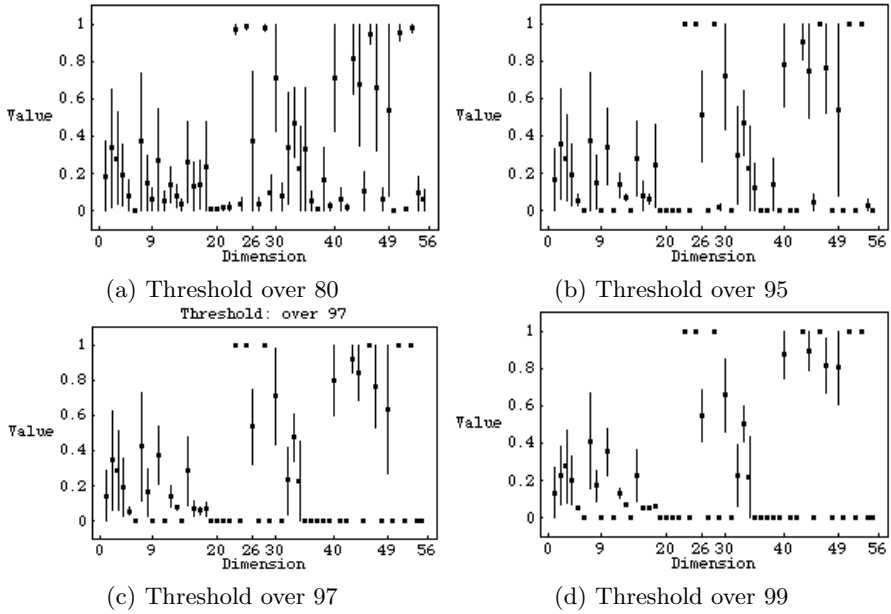 1
0.8
0.6
Value
0.4
0.2
0
0 9 20 26 30 40 49 56
Dimension
(a) Threshold over 80
1
0.8
0.6
Value
0.4
0.2
0
0 9 20 26 30 40 49 56
Dimension
(b) Threshold over 95
Threshold: over 97
1
0.8
0.6
Value
0.4
0.2
0
0 9 20 26 30 40 49 56
Dimension
(c) Threshold over 97
1
0.8
0.6
Value
0.4
0.2
0
0 9 20 26 30 40 49 56
Dimension
(d) Threshold over 99